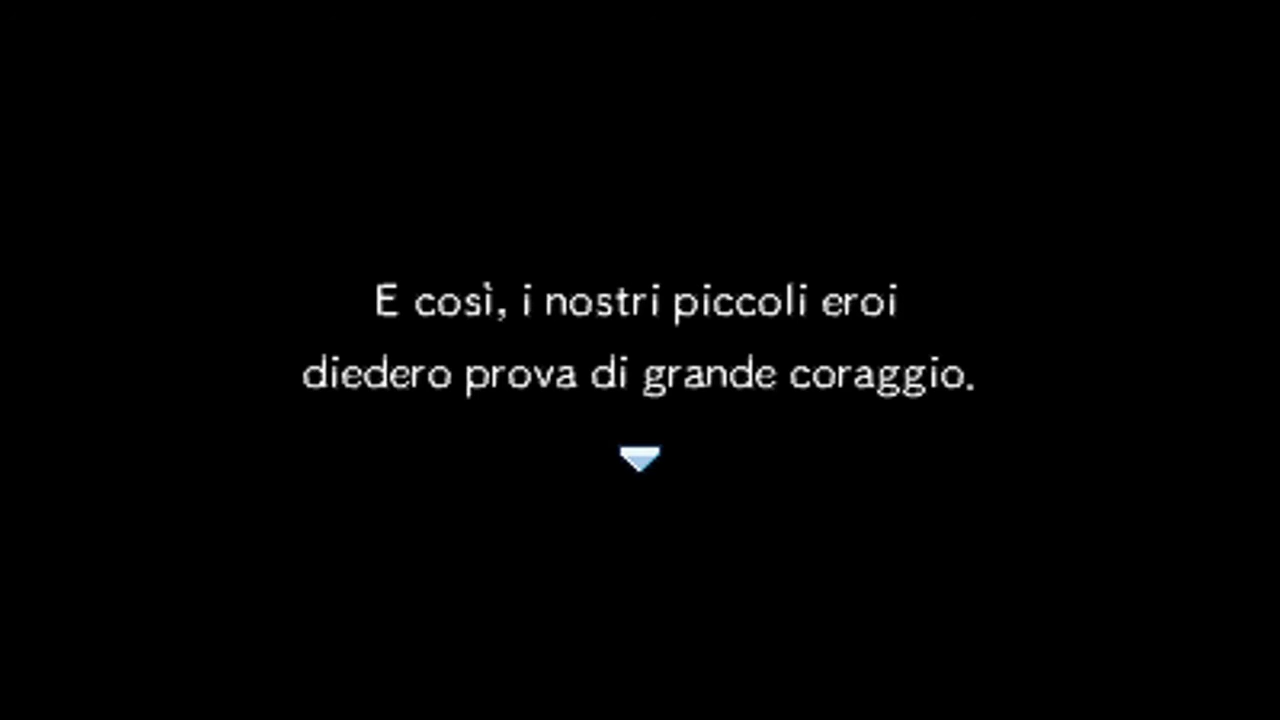 E così, i nostri piccoli eroi
diedero prova di grande coraggio.